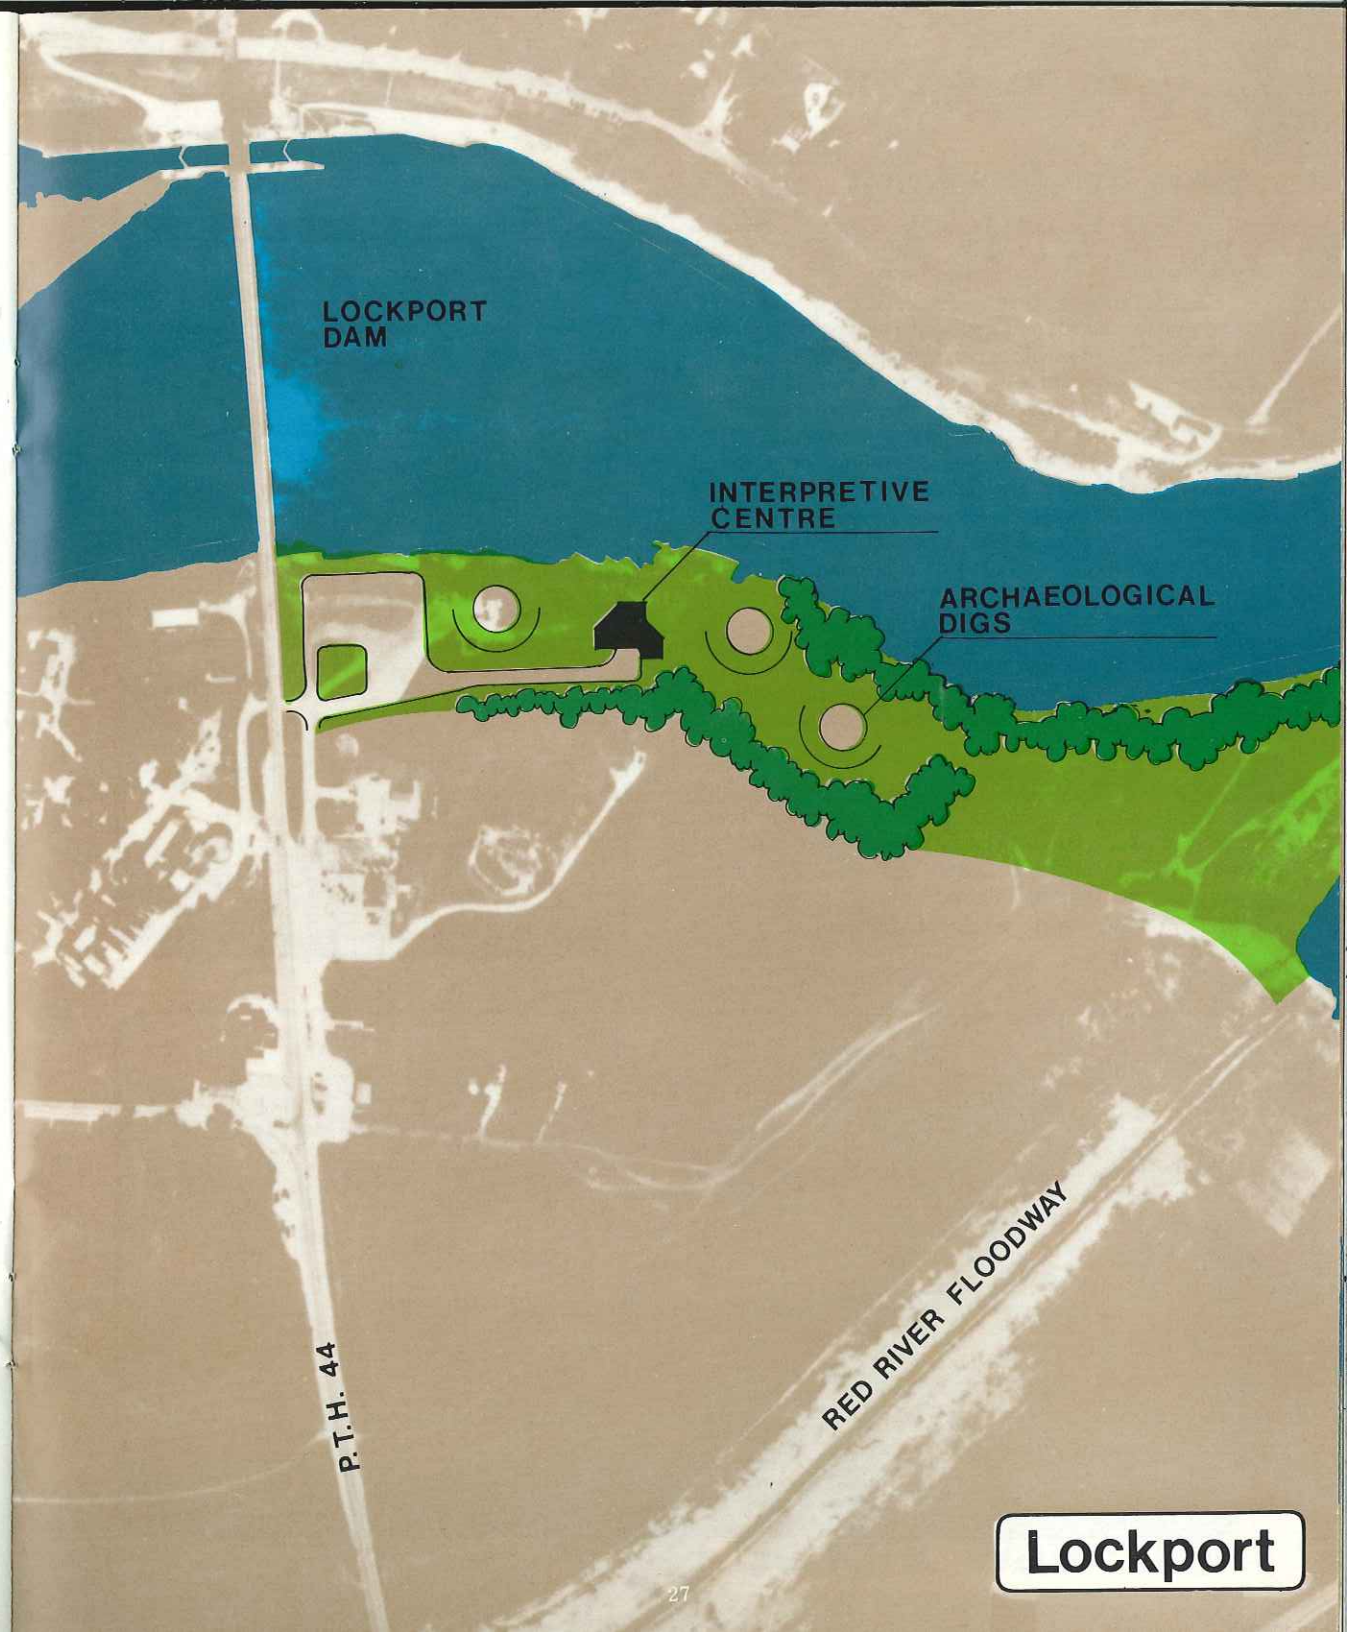 LOCKPORT
DAM
INTERPRETIVE
CENTRE
ARCHAEOLOGICAL
DIGS
RED RIVER FLOODWAY
P.T.H. 44
Lockport
27